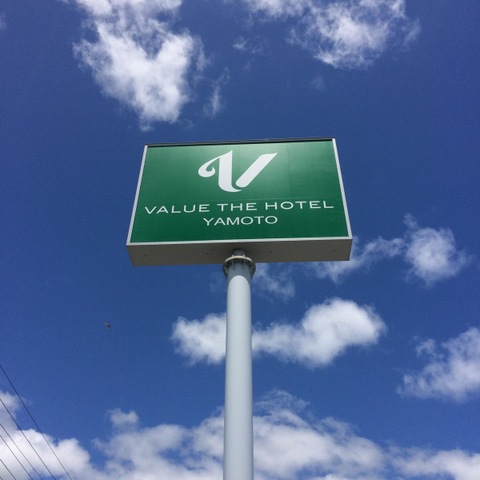 V
VALUE THE HOTEL
YAMOTO